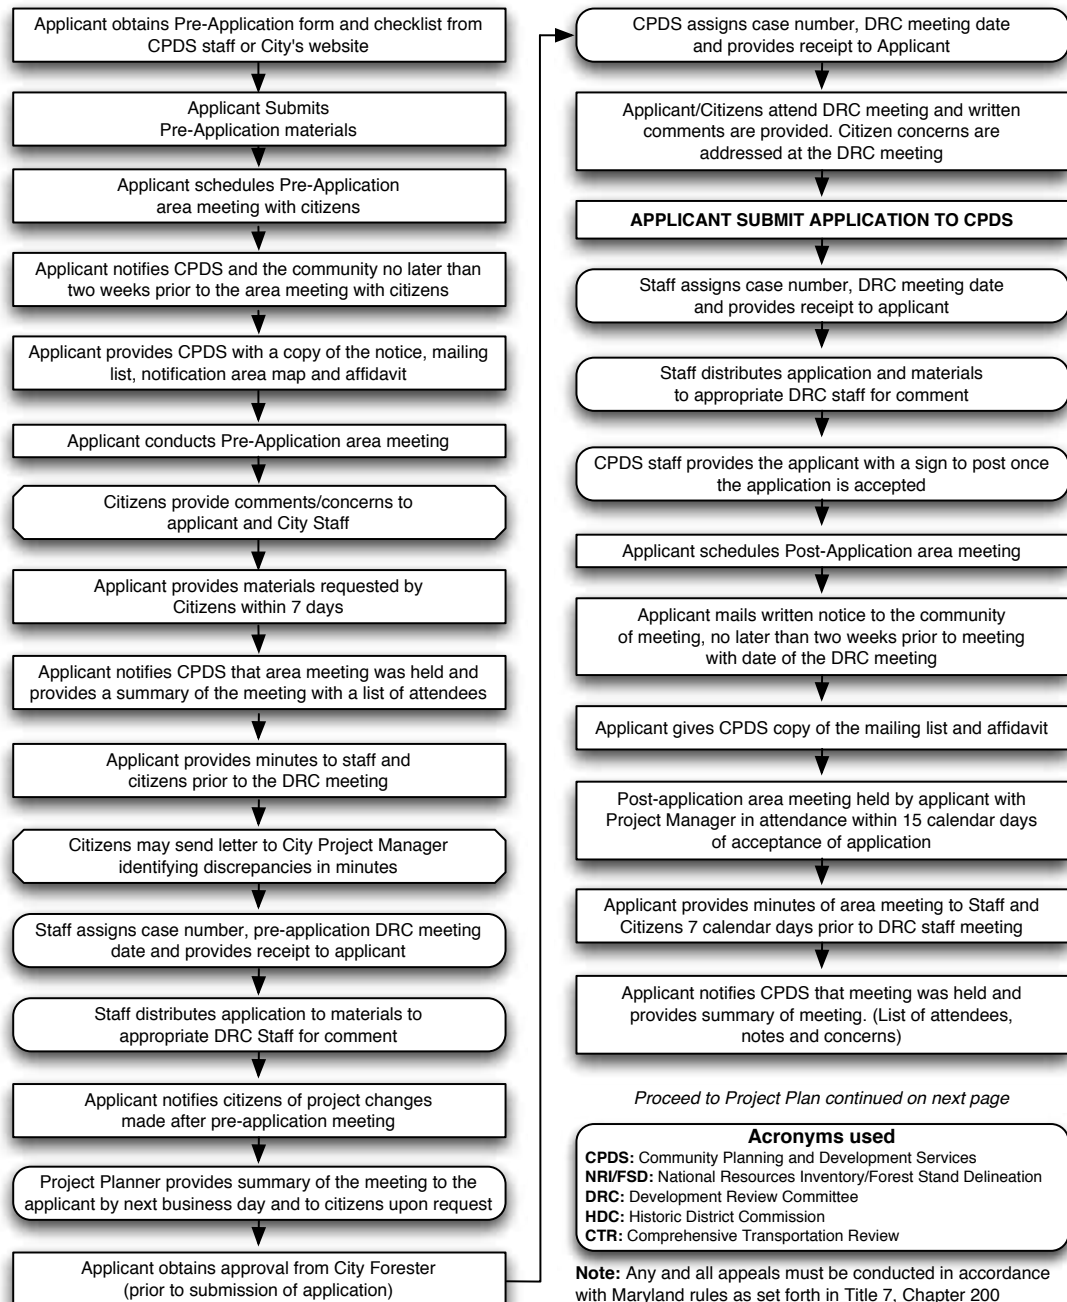 Applicant obtains Pre-Application form and checklist from
CPDS staff or City's website
Applicant Submits
Pre-Application materials
Applicant schedules Pre-Application
area meeting with citizens
Applicant notifies CPDS and the community no later than
two weeks prior to the area meeting with citizens
Applicant provides CPDS with a copy of the notice, mailing
list, notification area map and affidavit
Applicant conducts Pre-Application area meeting
Citizens provide comments/concerns to
applicant and City Staff
Applicant provides materials requested by
Citizens within 7 days
Applicant notifies CPDS that area meeting was held and
provides a summary of the meeting with a list of attendees
Applicant provides minutes to staff and
citizens prior to the DRC meeting
Citizens may send letter to City Project Manager
identifying discrepancies in minutes
Staff assigns case number, pre-application DRC meeting
date and provides receipt to applicant
Staff distributes application to materials to
appropriate DRC Staff for comment
Applicant notifies citizens of project changes
made after pre-application meeting
Project Planner provides summary of the meeting to the
applicant by next business day and to citizens upon request
Applicant obtains approval from City Forester
(prior to submission of application)
CPDS assigns case number, DRC meeting date
and provides receipt to Applicant
Applicant/Citizens attend DRC meeting and written
comments are provided. Citizen concerns are
addressed at the DRC meeting
APPLICANT SUBMIT APPLICATION TO CPDS
Staff assigns case number, DRC meeting date
and provides receipt to applicant
Staff distributes application and materials
to appropriate DRC staff for comment
CPDS staff provides the applicant with a sign to post once
the application is accepted
Applicant schedules Post-Application area meeting
Applicant mails written notice to the community
of meeting, no later than two weeks prior to meeting
with date of the DRC meeting
Applicant gives CPDS copy of the mailing list and affidavit
Post-application area meeting held by applicant with
Project Manager in attendance within 15 calendar days
of acceptance of application
Applicant provides minutes of area meeting to Staff and
Citizens 7 calendar days prior to DRC staff meeting
Applicant notifies CPDS that meeting was held and
provides summary of meeting. (List of attendees,
notes and concerns)
Proceed to Project Plan continued on next page
Acronyms used
CPDS: Community Planning and Development Services
NRI/FSD: National Resources Inventory/Forest Stand Delineation
DRC: Development Review Committee
HDC: Historic District Commission
CTR: Comprehensive Transportation Review
Note: Any and all appeals must be conducted in accordance
with Maryland rules as set forth in Title 7, Chapter 200